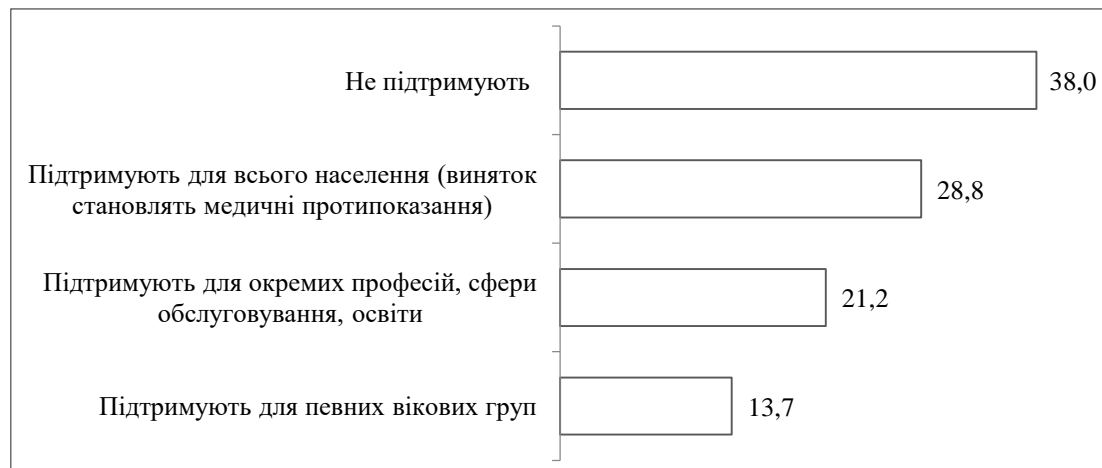 Не підтримують
38,0
Підтримують для всього населення (виняток
становлять медичні протипоказання)
28,8
Підтримують для окремих професій, сфери
обслуговування, освіти
21,2
Підтримують для певних вікових груп
13,7